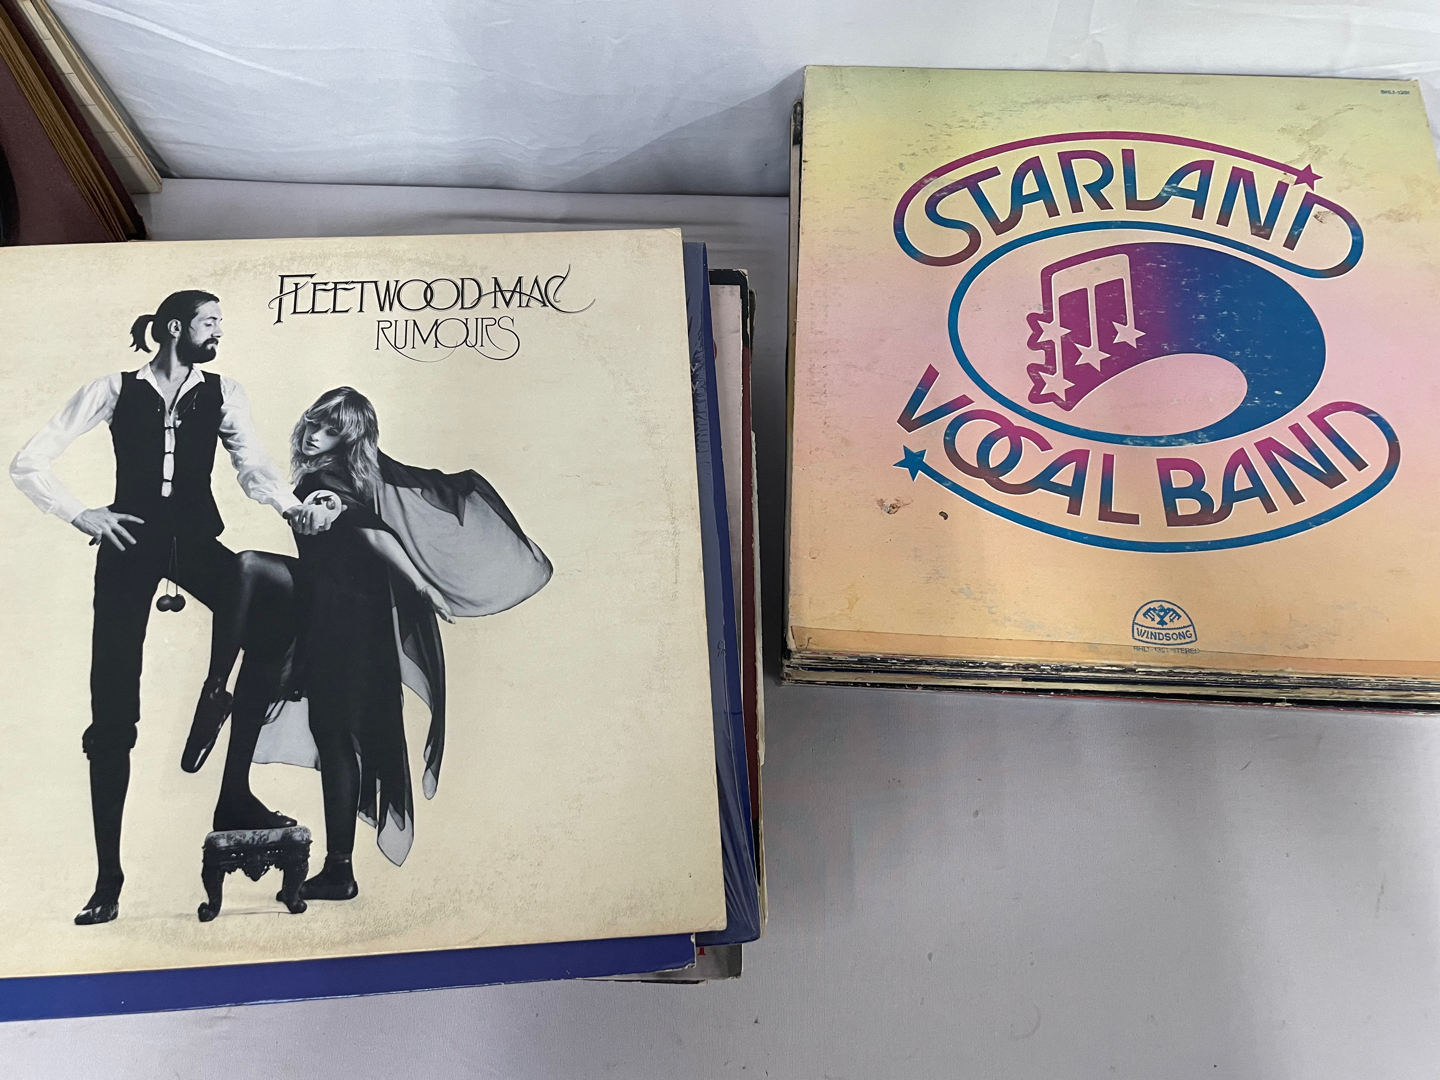 FLEETWOOD MAC
RUMOURS
STARLAND
VOCAL BAND
WINDSONG